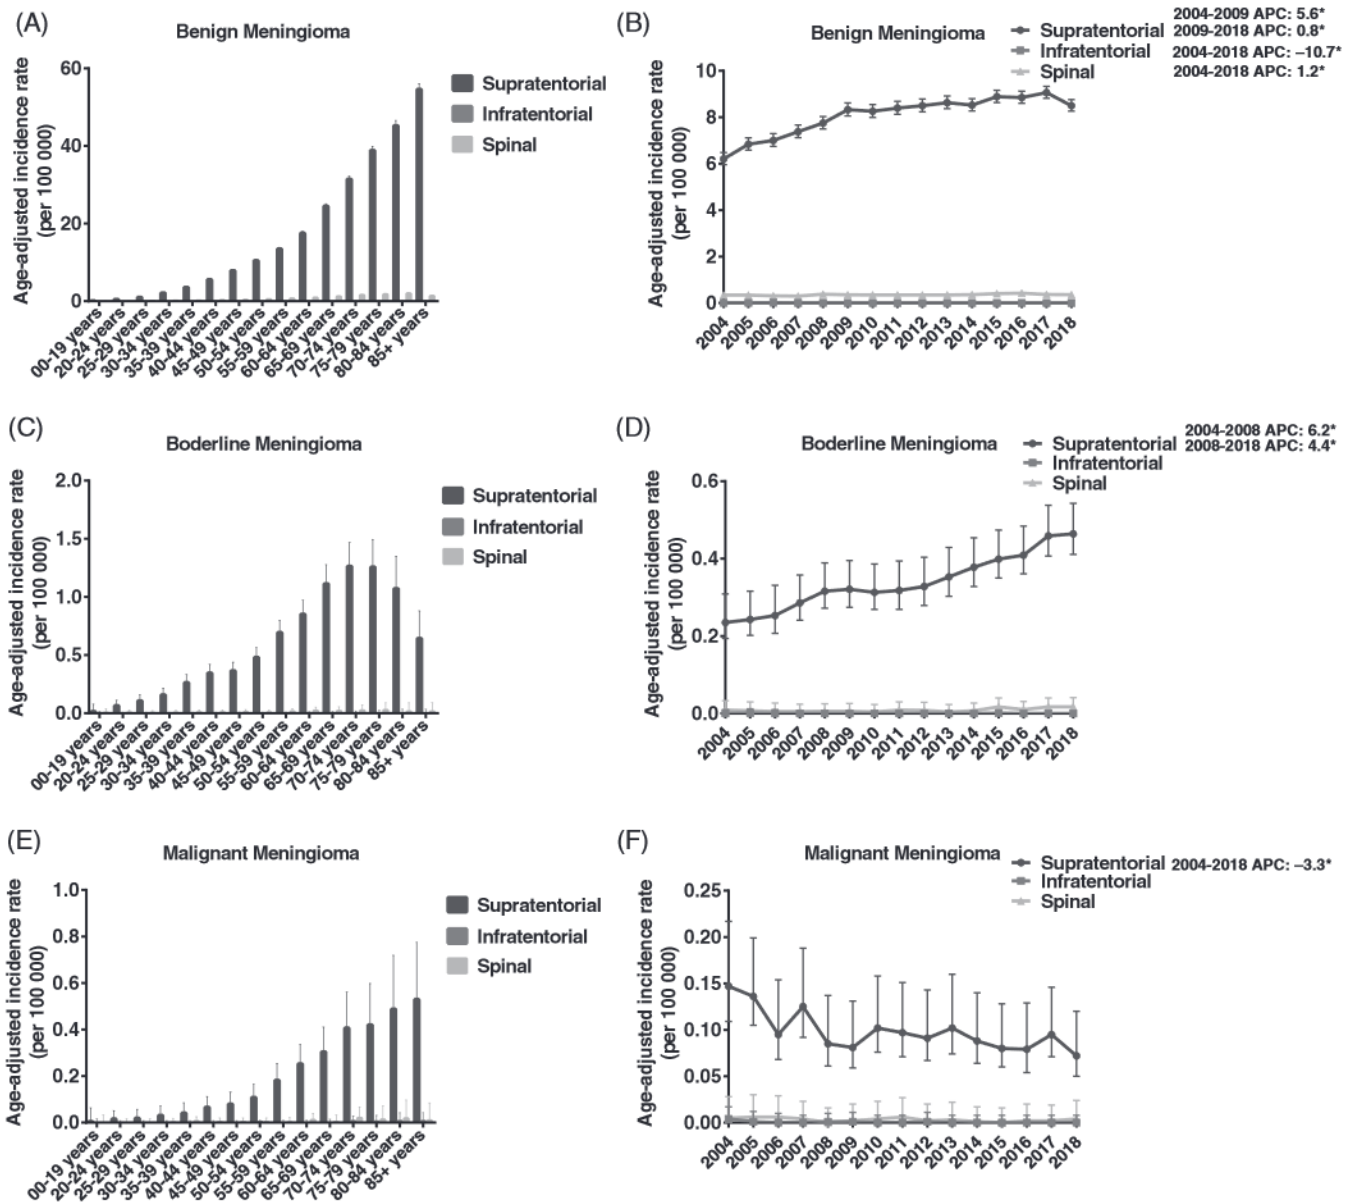 (A)
Benign Meningioma
Age-adjusted incidence rate
(per 100 000)
60
40
20
0
Supratentorial
Infratentorial
Spinal
00-19 years
20-24 years
25-29 years
30-34 years
35-39 years
40-44 years
45-49 years
50-54 years
55-59 years
60-64 years
65-69 years
70-74 years
75-79 years
80-84 years
85+ years
(B)
Benign Meningioma
2004-2009 APC: 5.6*
Supratentorial 2009-2018 APC: 0.8*
Infratentorial 2004-2018 APC: –10.7*
Spinal 2004-2018 APC: 1.2*
Age-adjusted incidence rate
(per 100 000)
10
8
6
4
2
0
2004
2005
2006
2007
2008
2009
2010
2011
2012
2013
2014
2015
2016
2017
2018
(C)
Boderline Meningioma
Age-adjusted incidence rate
(per 100 000)
2.0
1.5
1.0
0.5
0.0
Supratentorial
Infratentorial
Spinal
00-19 years
20-24 years
25-29 years
30-34 years
35-39 years
40-44 years
45-49 years
50-54 years
55-59 years
60-64 years
65-69 years
70-74 years
75-79 years
80-84 years
85+ years
(D)
Boderline Meningioma
2004-2008 APC: 6.2*
Supratentorial 2008-2018 APC: 4.4*
Infratentorial
Spinal
Age-adjusted incidence rate
(per 100 000)
0.6
0.4
0.2
0.0
2004
2005
2006
2007
2008
2009
2010
2011
2012
2013
2014
2015
2016
2017
2018
(E)
Malignant Meningioma
Age-adjusted incidence rate
(per 100 000)
1.0
0.8
0.6
0.4
0.2
0.0
Supratentorial
Infratentorial
Spinal
00-19 years
20-24 years
25-29 years
30-34 years
35-39 years
40-44 years
45-49 years
50-54 years
55-59 years
60-64 years
65-69 years
70-74 years
75-79 years
80-84 years
85+ years
(F)
Malignant Meningioma
Supratentorial 2004-2018 APC: –3.3*
Infratentorial
Spinal
Age-adjusted incidence rate
(per 100 000)
0.25
0.20
0.15
0.10
0.05
0.00
2004
2005
2006
2007
2008
2009
2010
2011
2012
2013
2014
2015
2016
2017
2018